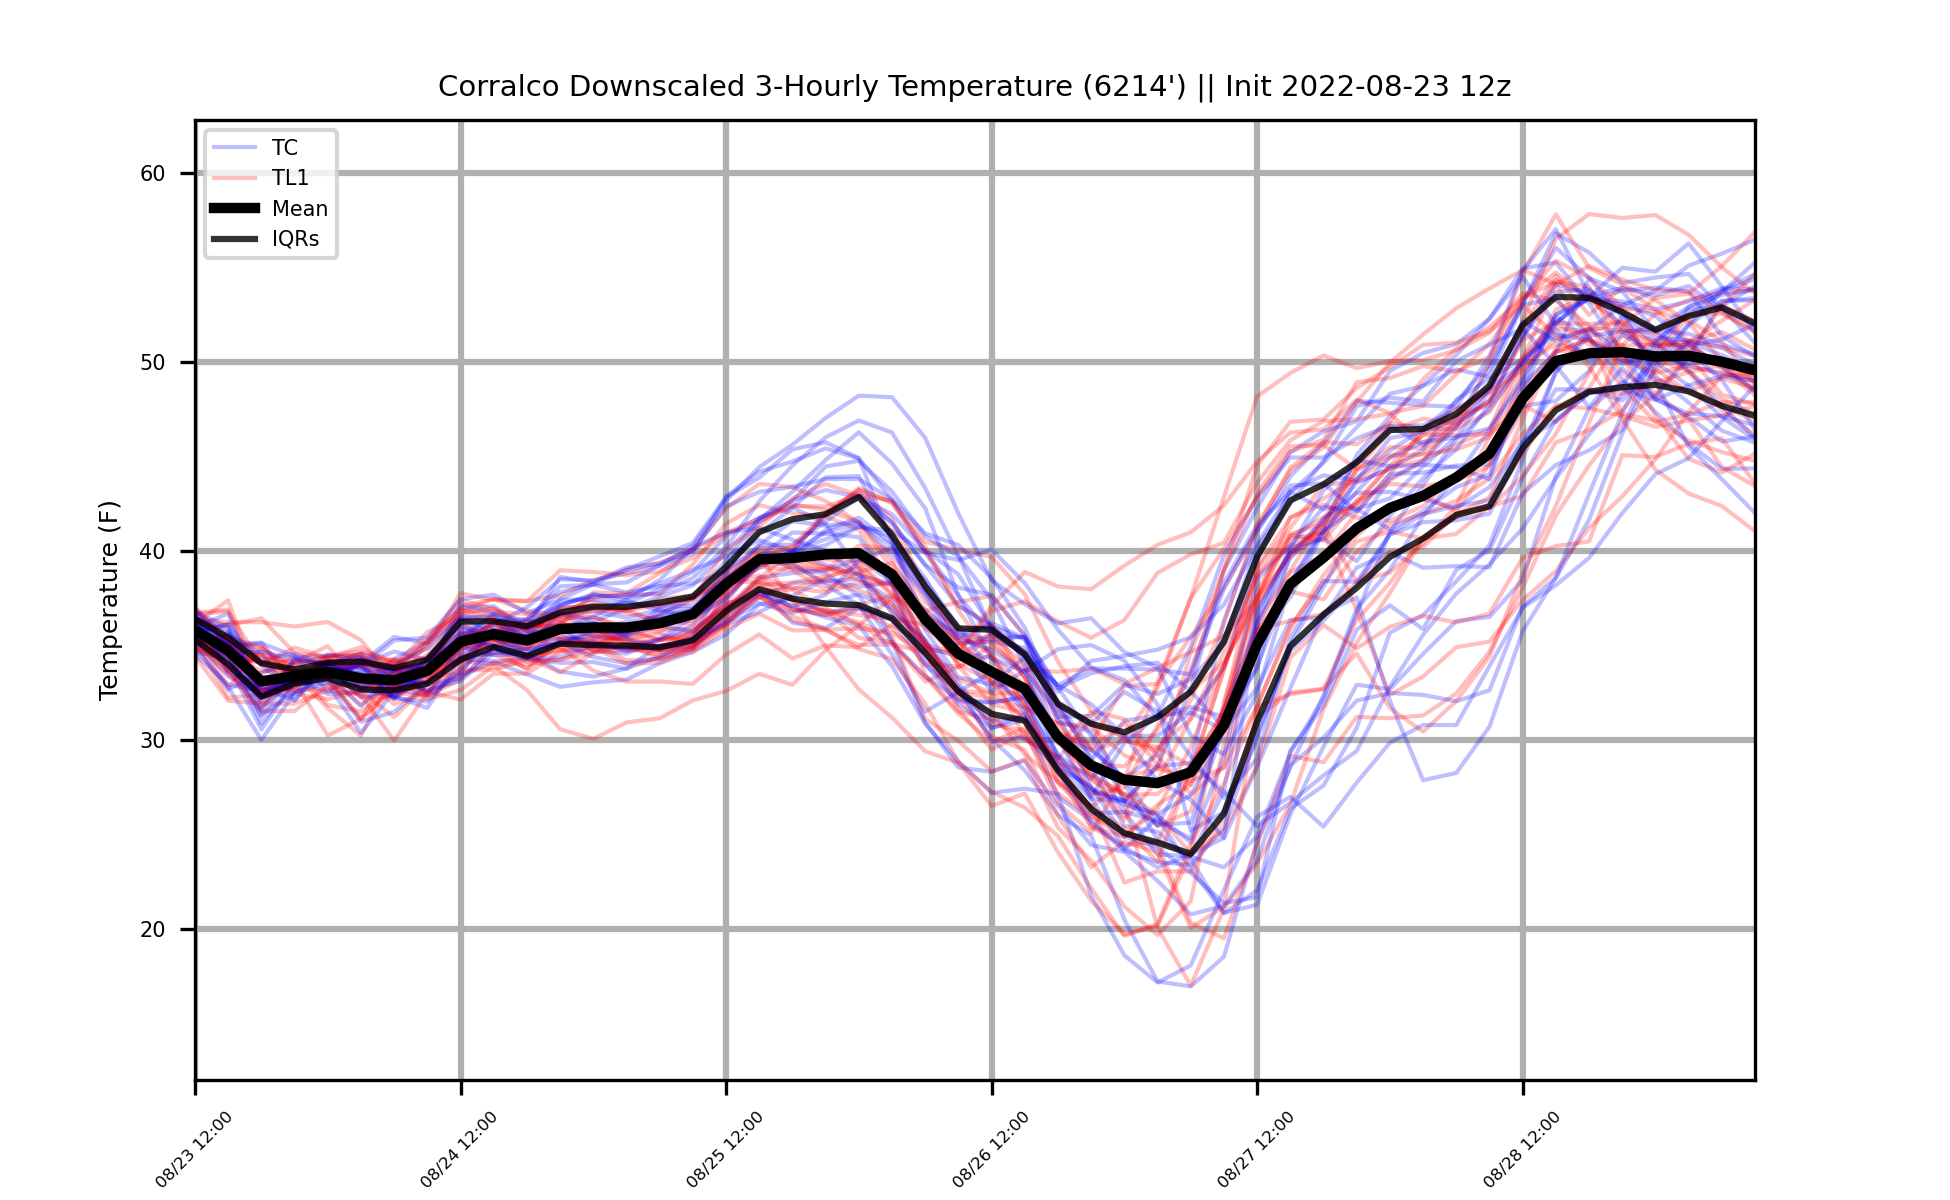 Corralco Downscaled 3-Hourly Temperature (6214') || Init 2022-08-23 12z
TC
TL1
Mean
IQRs
60
50
40
30
20
Temperature (F)
08/23 12:00
08/24 12:00
08/25 12:00
08/26 12:00
08/27 12:00
08/28 12:00